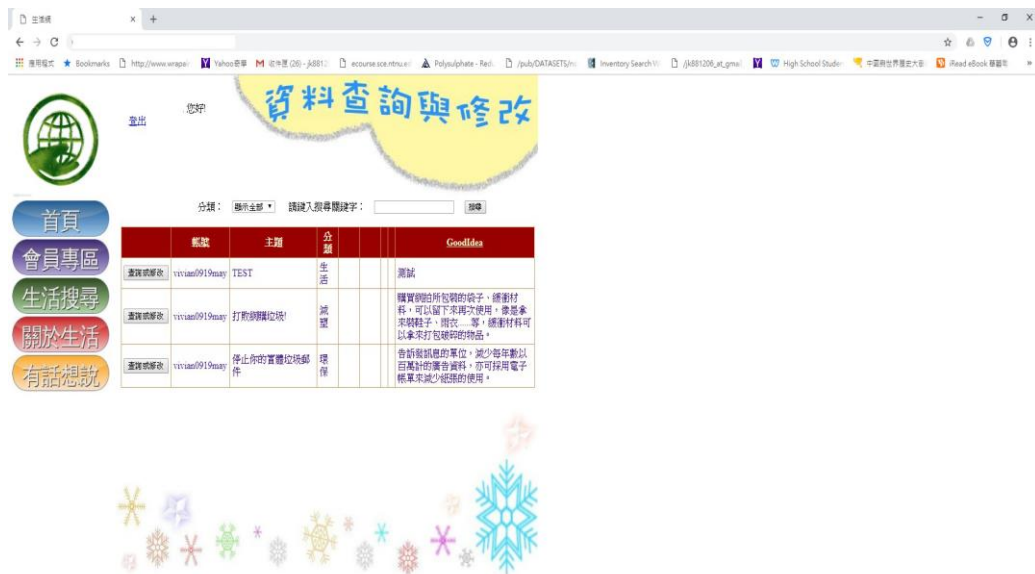 生活網
應用程式
Bookmarks
http://www.wrapai
Yahoo奇摩
ecourse.sce.ntnu.e
Polysulphate - Red
/pub/DATASETS/n
Inventory Search
/jk881206_at_gmai
High School Studen
iRead eBook
登出
您好!
資料查詢與修改
首頁
會員專區
生活搜尋
關於生活
有話想說
分類：
顯示全部
請鍵入搜尋關鍵字：
搜尋
帳號 主題 分類 GoodIdea
查詢或修改 vivian0919may TEST 生活 測試
查詢或修改 vivian0919may 打敗網購垃圾! 減塑
購買網拍所包裝的袋子、緩衝材
料，可以留下來再次使用，像是拿
來裝鞋子、雨衣.....等，緩衝材料可
以拿來打包破碎的物品。
查詢或修改 vivian0919may 停止你的實體垃圾郵件 環保
告訴發訊息的單位，減少每年數以
百萬計的廣告資料，亦可採用電子
帳單來減少紙張的使用。